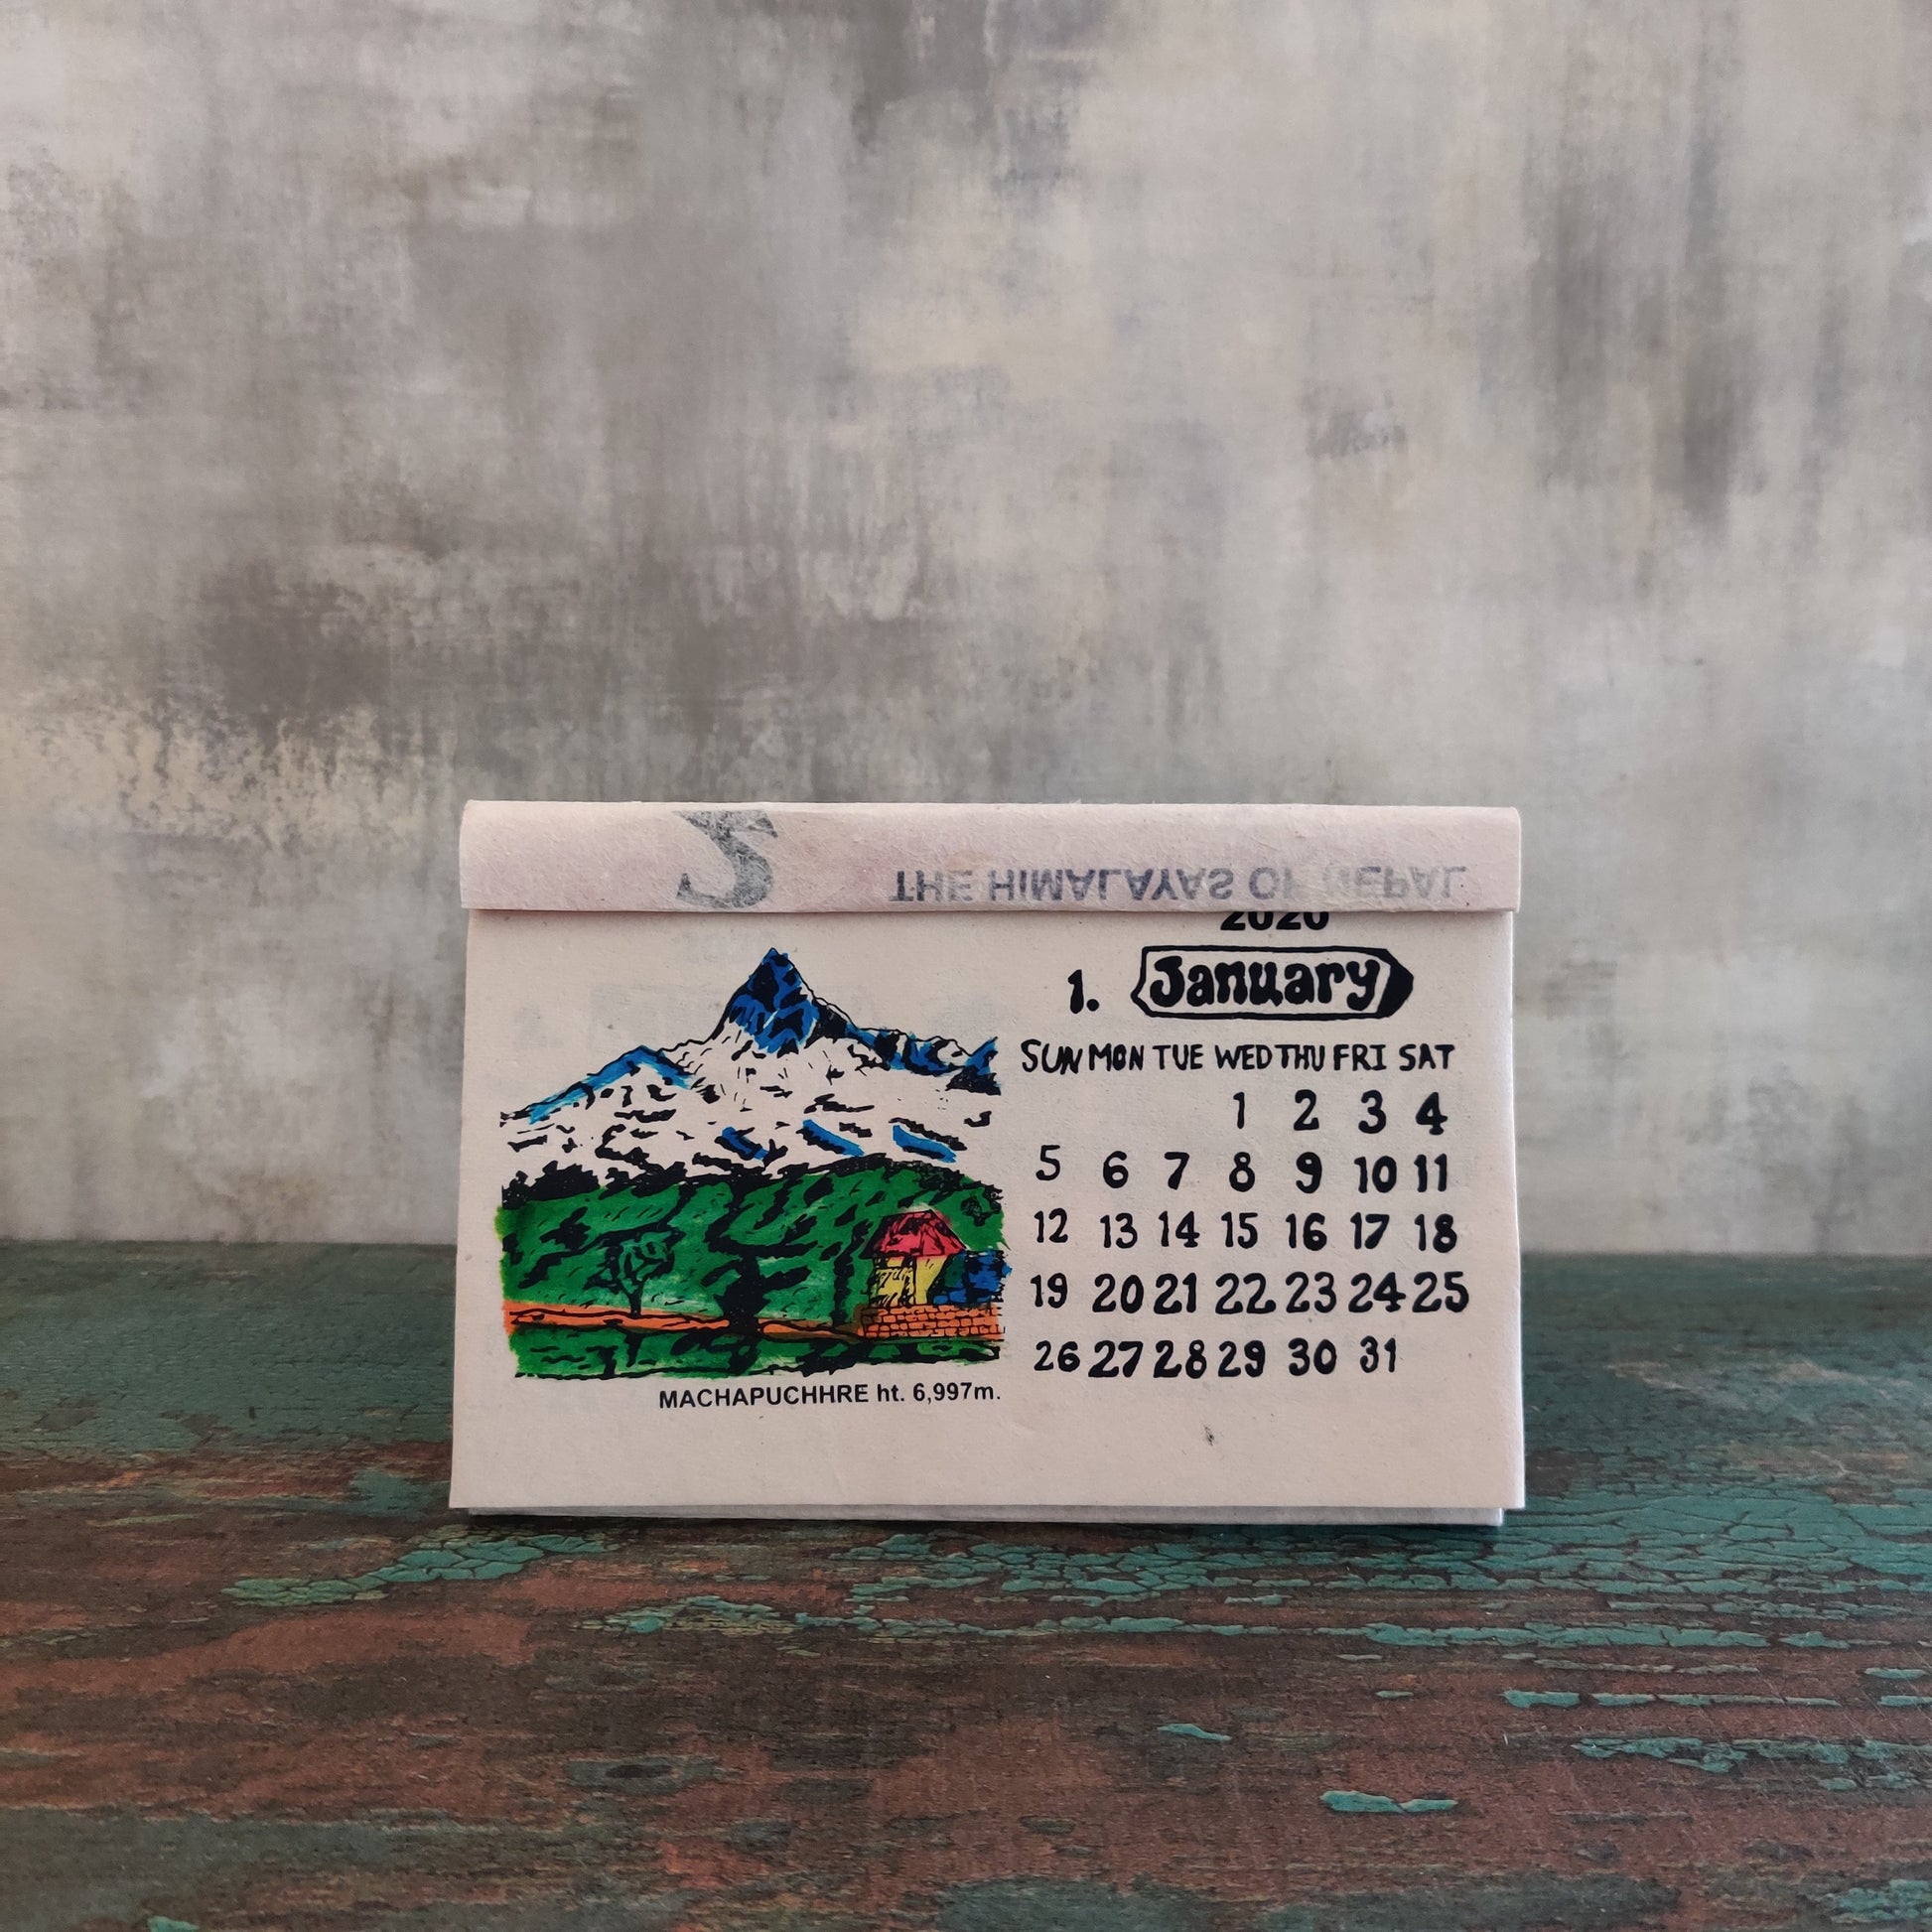 THE HIMALAYAS OF NEPAL
2020
1. January
SUN MON TUE WED THU FRI SAT
1 2 3 4
5 6 7 8 9 10 11
12 13 14 15 16 17 18
19 20 21 22 23 24 25
26 27 28 29 30 31
MACHAPUCHHRE ht. 6,997m.